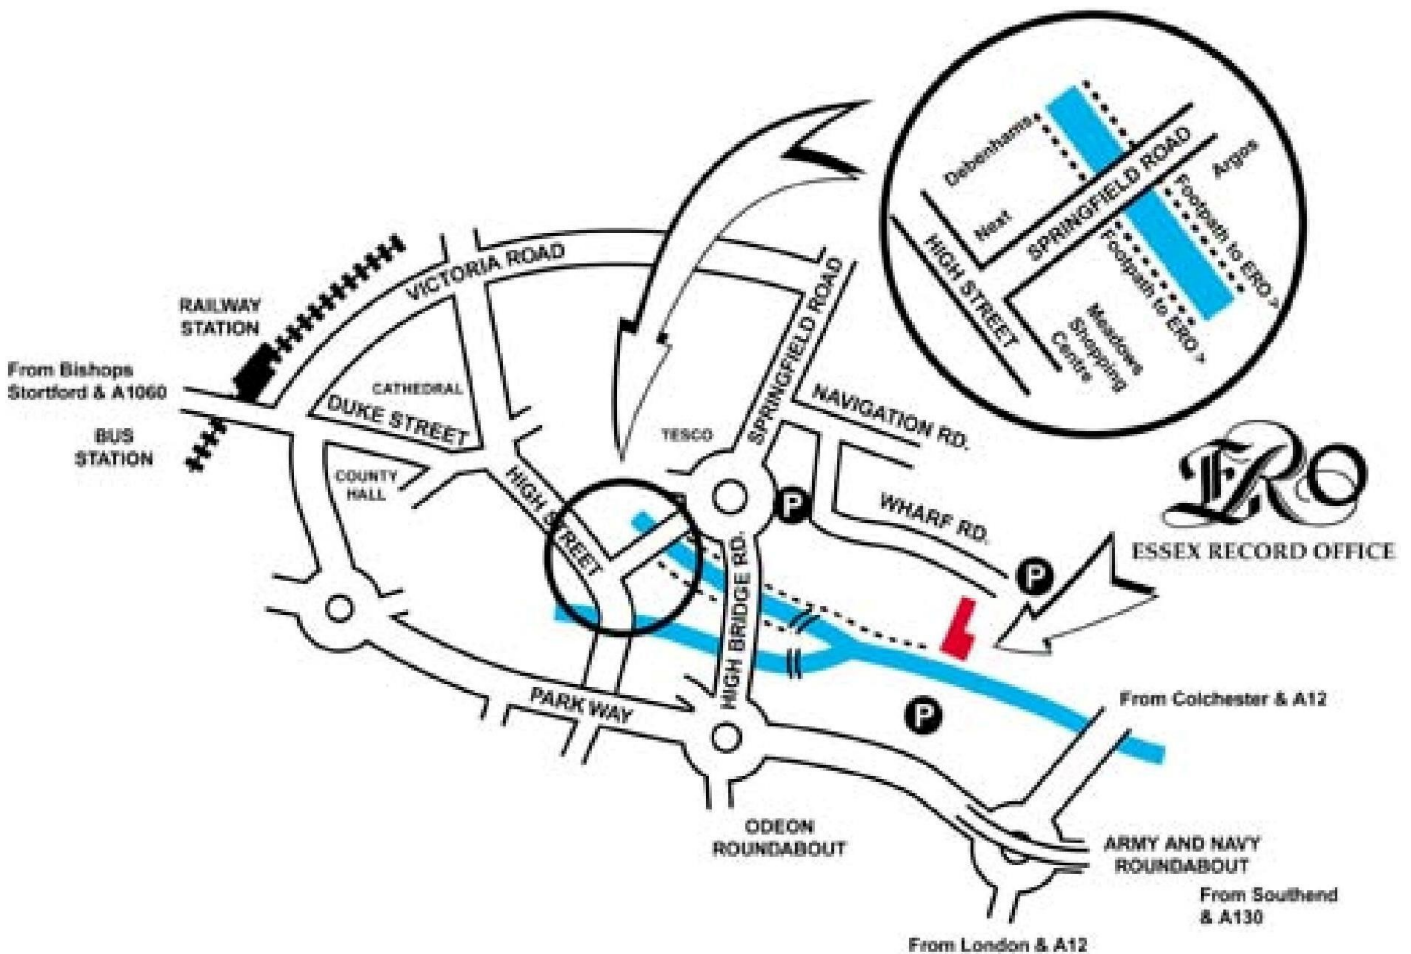 Debenhams
Next
SPRINGFIELD ROAD
Argos
HIGH STREET
Footpath to ERO >
Footpath to ERO >
Meadows
Shopping
Centre
VICTORIA ROAD
RAILWAY
STATION
From Bishops
Stortford & A1060
BUS
STATION
CATHEDRAL
DUKE STREET
COUNTY
HALL
HIGH STREET
TESCO
SPRINGFIELD ROAD
NAVIGATION RD.
P
WHARF RD.
P
ERO
ESSEX RECORD OFFICE
HIGH BRIDGE RD.
PARK WAY
P
From Colchester & A12
ODEON
ROUNDABOUT
ARMY AND NAVY
ROUNDABOUT
From Southend
& A130
From London & A12